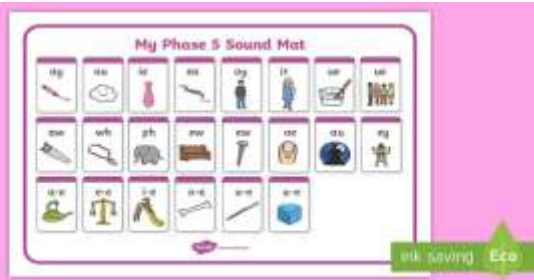 My Phase 5 Sound Mat
ay ou ie ea oy ir ue ue
aw wh ph ew ew oe au ey
a-e e-e i-e o-e u-e u-e
ink saving Eco